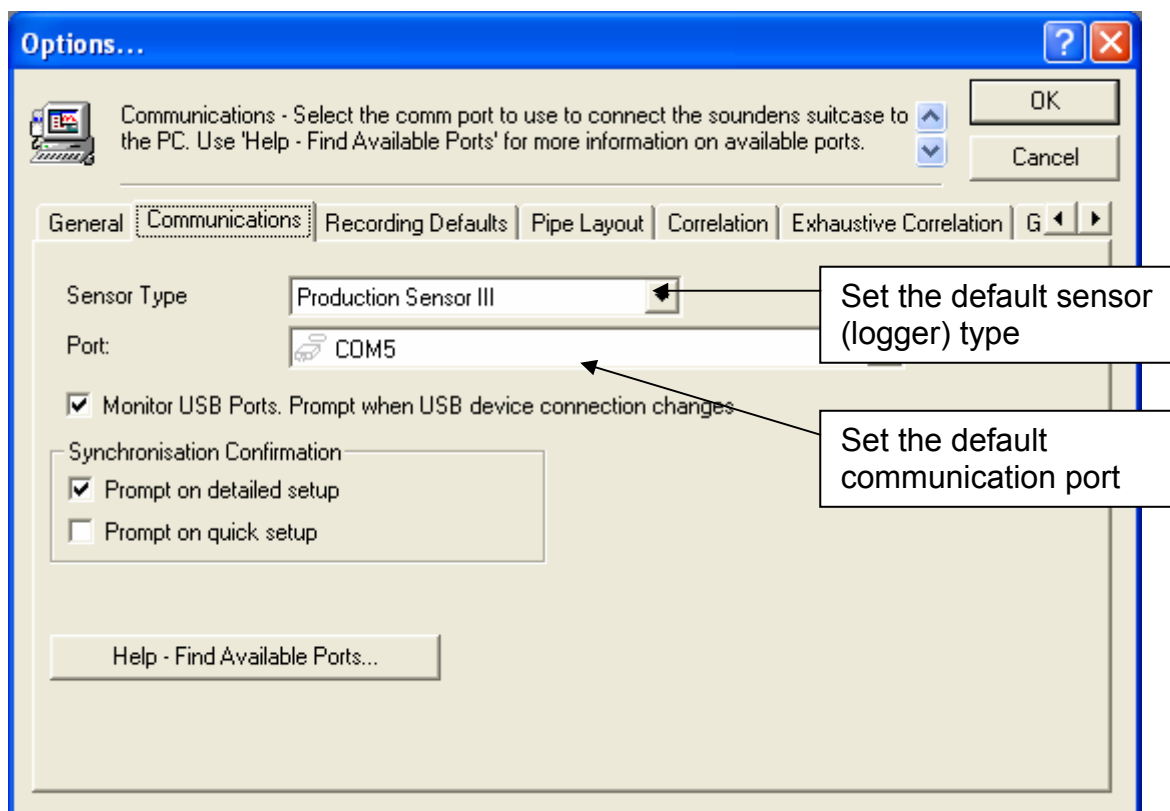 Options...
Communications - Select the comm port to use to connect the soundens suitcase to
the PC. Use 'Help - Find Available Ports' for more information on available ports.
OK
Cancel
General
Communications
Recording Defaults
Pipe Layout
Correlation
Exhaustive Correlation
G
Sensor Type
Production Sensor III
Set the default sensor
(logger) type
Port:
COM5
Monitor USB Ports. Prompt when USB device connection changes
Set the default
communication port
Synchronisation Confirmation
Prompt on detailed setup
Prompt on quick setup
Help - Find Available Ports...